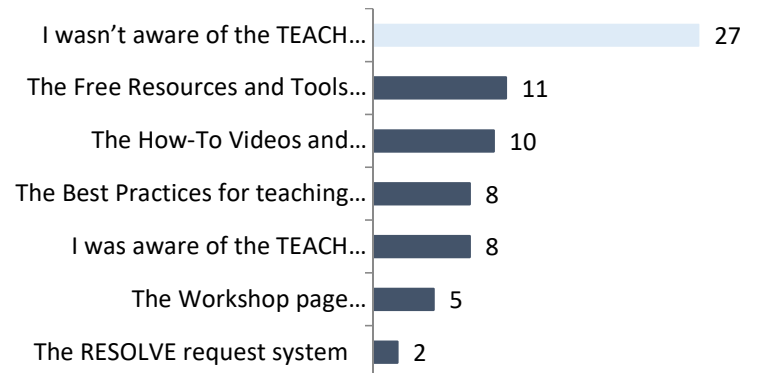 I wasn’t aware of the TEACH… 27
The Free Resources and Tools… 11
The How-To Videos and… 10
The Best Practices for teaching… 8
I was aware of the TEACH… 8
The Workshop page… 5
The RESOLVE request system 2